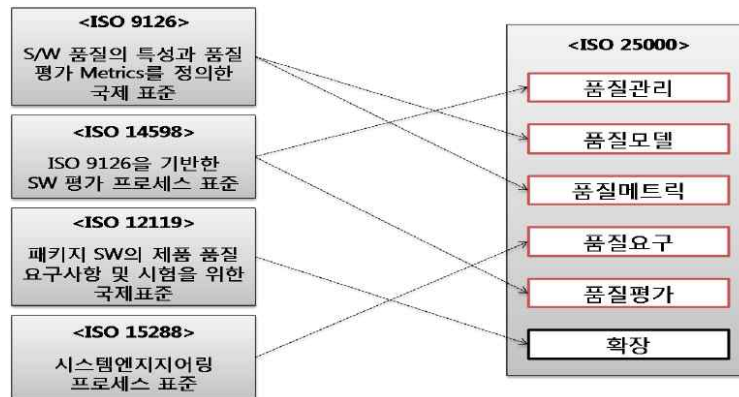 <ISO 9126>
S/W 품질의 특성과 품질
평가 Metrics를 정의한
국제 표준
<ISO 14598>
ISO 9126을 기반한
SW 평가 프로세스 표준
<ISO 12119>
패키지 SW의 제품 품질
요구사항 및 시험을 위한
국제표준
<ISO 15288>
시스템엔지지어링
프로세스 표준
<ISO 25000>
품질관리
품질모델
품질메트릭
품질요구
품질평가
확장